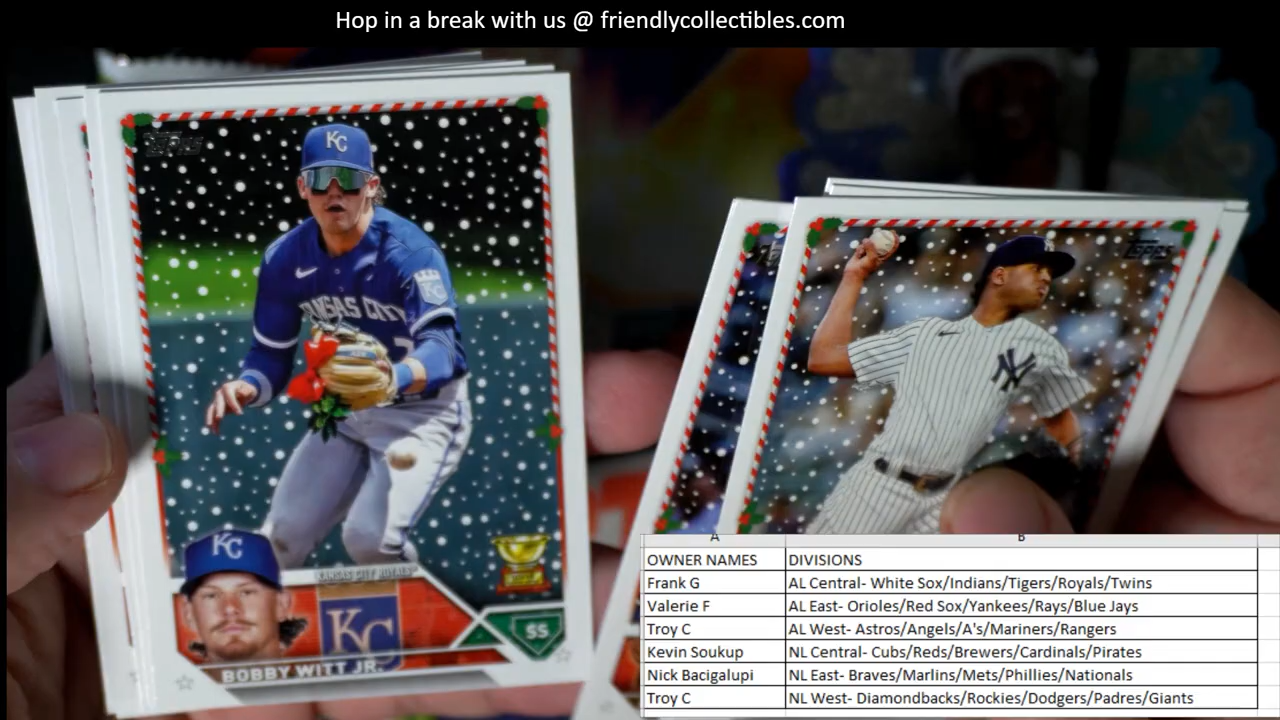 Hop in a break with us @ friendlycollectibles.com
TOPPS
KC
KANSAS CITY
KANSAS CITY ROYALS
KC
KC
SS
BOBBY WITT JR.
TOPPS
NY
A B
OWNER NAMES DIVISIONS
Frank G AL Central- White Sox/Indians/Tigers/Royals/Twins
Valerie F AL East- Orioles/Red Sox/Yankees/Rays/Blue Jays
Troy C AL West- Astros/Angels/A's/Mariners/Rangers
Kevin Soukup NL Central- Cubs/Reds/Brewers/Cardinals/Pirates
Nick Bacigalupi NL East- Braves/Marlins/Mets/Phillies/Nationals
Troy C NL West- Diamondbacks/Rockies/Dodgers/Padres/Giants